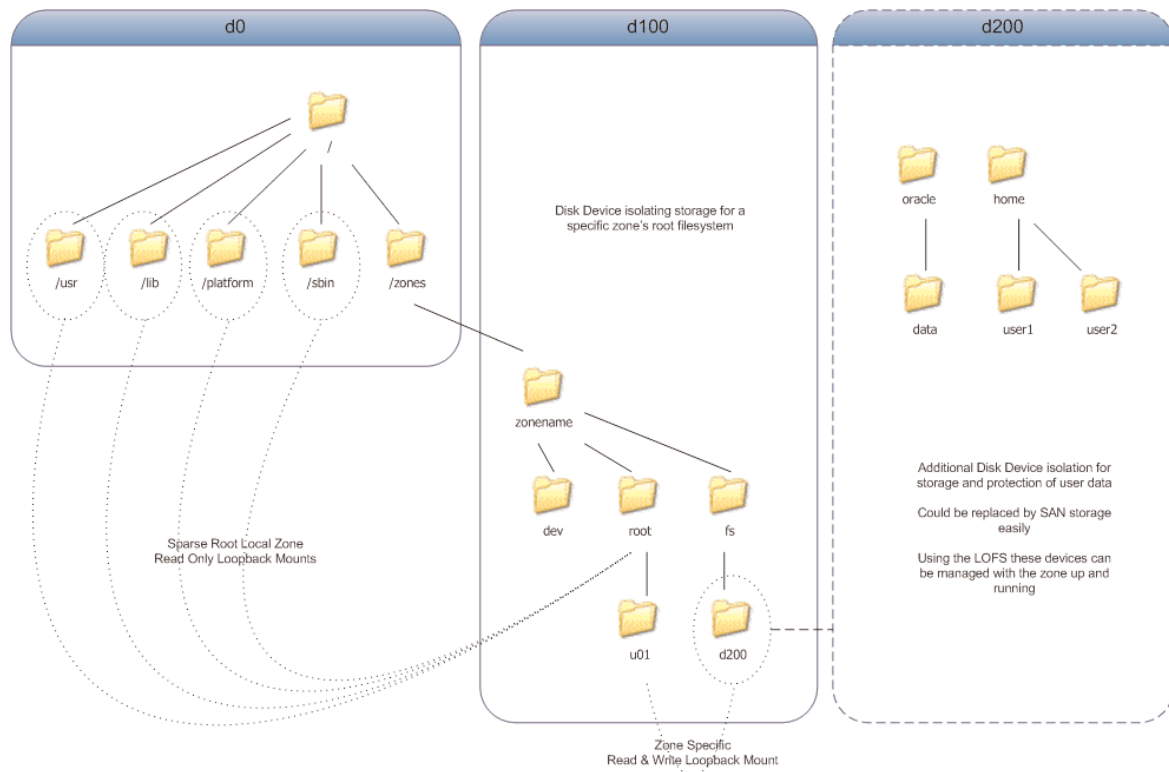 d0
d100
d200
/
/usr
/lib
/platform
/sbin
/zones
Disk Device isolating storage for a
specific zone's root filesystem
oracle
home
data
user1
user2
zonename
dev
root
fs
u01
d200
Sparse Root Local Zone
Read Only Loopback Mounts
Additional Disk Device isolation for
storage and protection of user data
Could be replaced by SAN storage
easily
Using the LOFS these devices can
be managed with the zone up and
running
Zone Specific
Read & Write Loopback Mount